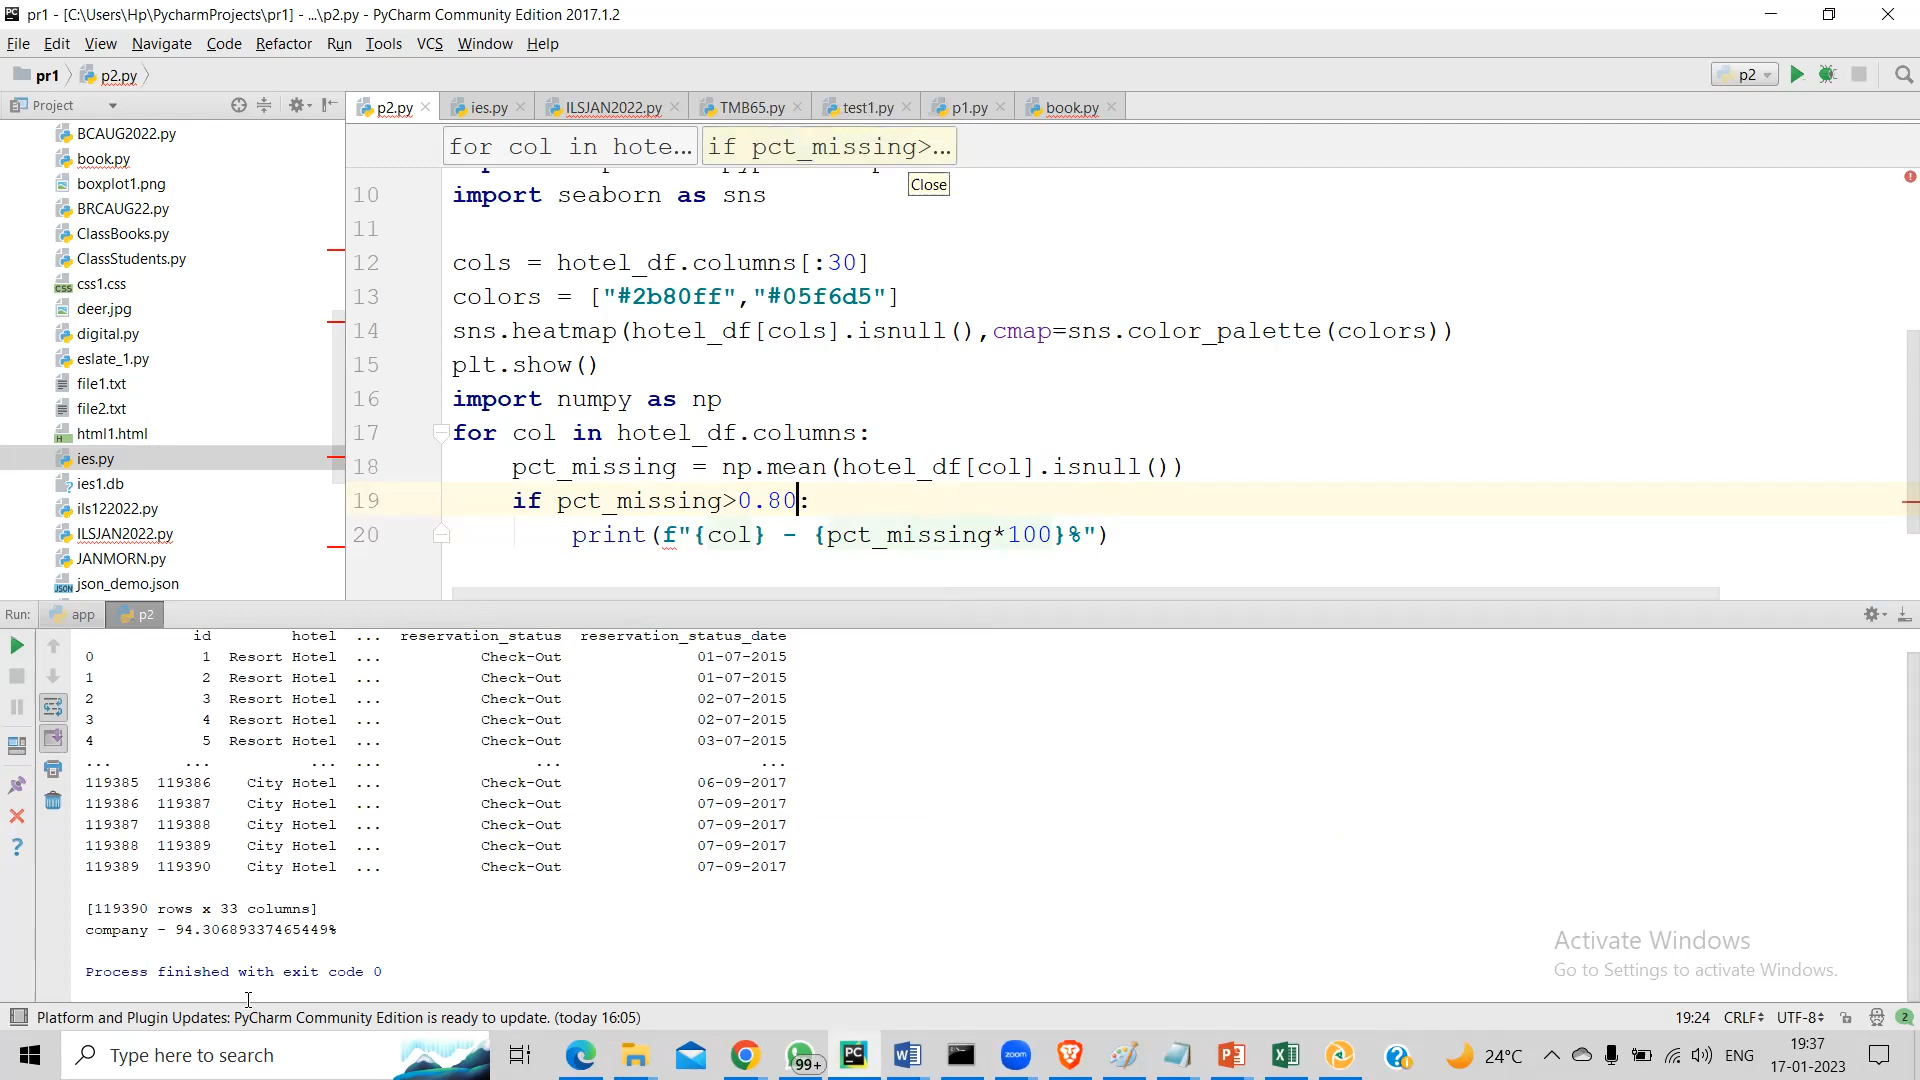 pr1 - [C:\Users\Hp\PycharmProjects\pr1] - ...\p2.py - PyCharm Community Edition 2017.1.2
File Edit View Navigate Code Refactor Run Tools VCS Window Help
pr1 p2.py p2
Project
p2.py ies.py ILSJAN2022.py TMB65.py test1.py p1.py book.py
BCAUG2022.py
book.py
boxplot1.png
BRCAUG22.py
ClassBooks.py
ClassStudents.py
css1.css
deer.jpg
digital.py
eslate_1.py
file1.txt
file2.txt
html1.html
ies.py
ies1.db
ils122022.py
ILSJAN2022.py
JANMORN.py
json_demo.json
for col in hote... if pct_missing>...
Close
10 import seaborn as sns
11
12 cols = hotel_df.columns[:30]
13 colors = ["#2b80ff","#05f6d5"]
14 sns.heatmap(hotel_df[cols].isnull(),cmap=sns.color_palette(colors))
15 plt.show()
16 import numpy as np
17 for col in hotel_df.columns:
18 pct_missing = np.mean(hotel_df[col].isnull())
19 if pct_missing>0.80:
20 print(f"{col} - {pct_missing*100}%")
Run: app p2
id hotel ... reservation_status reservation_status_date
0 1 Resort Hotel ... Check-Out 01-07-2015
1 2 Resort Hotel ... Check-Out 01-07-2015
2 3 Resort Hotel ... Check-Out 02-07-2015
3 4 Resort Hotel ... Check-Out 02-07-2015
4 5 Resort Hotel ... Check-Out 03-07-2015
... ... ... ... ... ...
119385 119386 City Hotel ... Check-Out 06-09-2017
119386 119387 City Hotel ... Check-Out 07-09-2017
119387 119388 City Hotel ... Check-Out 07-09-2017
119388 119389 City Hotel ... Check-Out 07-09-2017
119389 119390 City Hotel ... Check-Out 07-09-2017
[119390 rows x 33 columns]
company - 94.30689337465449%
Process finished with exit code 0
Activate Windows
Go to Settings to activate Windows.
Platform and Plugin Updates: PyCharm Community Edition is ready to update. (today 16:05) 19:24 CRLF UTF-8 2
Type here to search 99+ 24°C ENG
19:37
17-01-2023